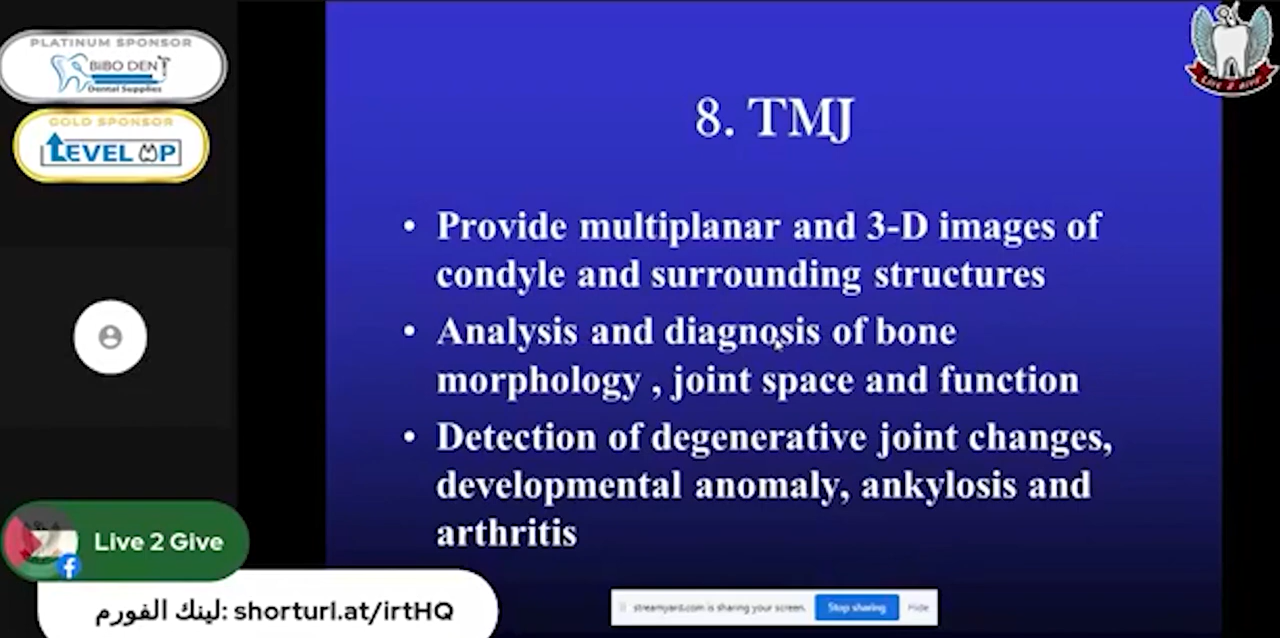 PLATINUM SPONSOR
BiBO DENT
Dental Supplies
GOLD SPONSOR
LEVEL UP
Live 2 Give
8. TMJ
• Provide multiplanar and 3-D images of
condyle and surrounding structures
• Analysis and diagnosis of bone
morphology , joint space and function
• Detection of degenerative joint changes,
developmental anomaly, ankylosis and
arthritis
Live 2 Give
لينك الفورم: shorturl.at/irtHQ
streamyard.com is sharing your screen.
Stop sharing
Hide